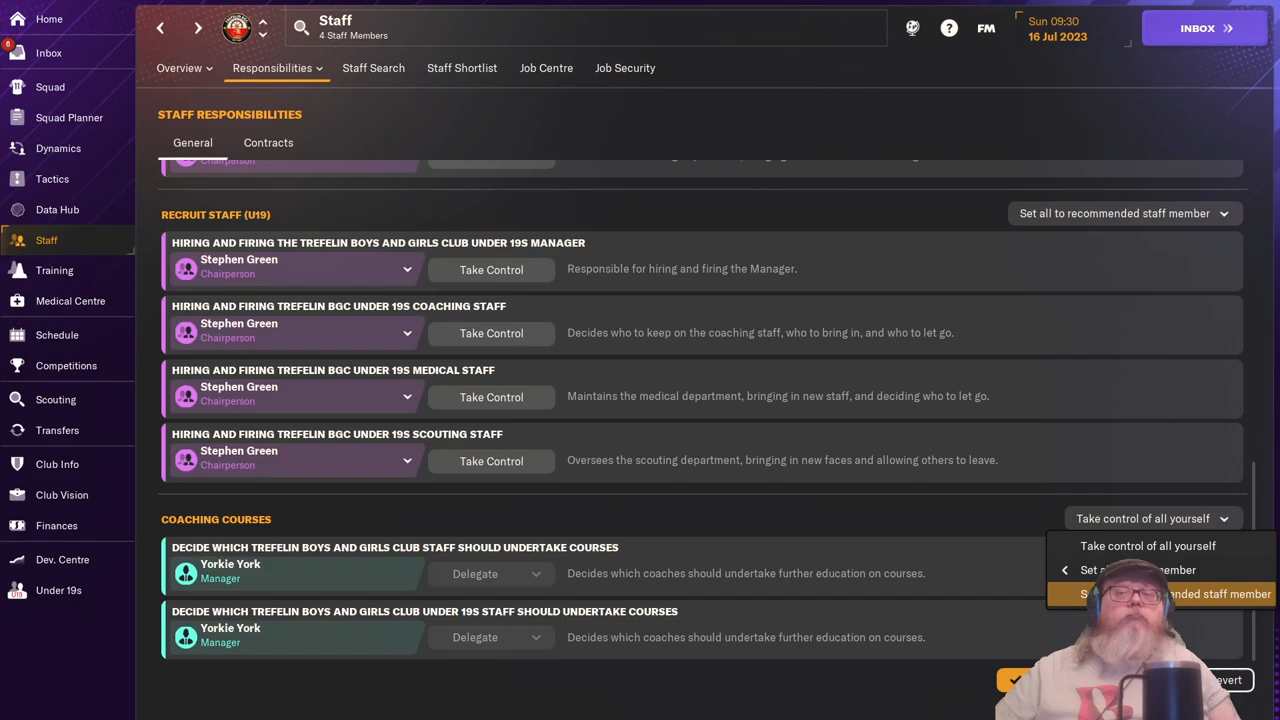 Home
Staff
4 Staff Members
Sun 09:30
16 Jul 2023
FM
INBOX
6
Inbox
Overview
Responsibilities
Staff Search
Staff Shortlist
Job Centre
Job Security
Squad
Squad Planner
Dynamics
Tactics
Data Hub
Staff
Training
Medical Centre
Schedule
Competitions
Scouting
Transfers
Club Info
Club Vision
Finances
Dev. Centre
Under 19s
STAFF RESPONSIBILITIES
General
Contracts
Chairperson
RECRUIT STAFF (U19)
Set all to recommended staff member
HIRING AND FIRING THE TREFELIN BOYS AND GIRLS CLUB UNDER 19S MANAGER
Stephen Green
Chairperson
Take Control
Responsible for hiring and firing the Manager.
HIRING AND FIRING TREFELIN BGC UNDER 19S COACHING STAFF
Stephen Green
Chairperson
Take Control
Decides who to keep on the coaching staff, who to bring in, and who to let go.
HIRING AND FIRING TREFELIN BGC UNDER 19S MEDICAL STAFF
Stephen Green
Chairperson
Take Control
Maintains the medical department, bringing in new staff, and deciding who to let go.
HIRING AND FIRING TREFELIN BGC UNDER 19S SCOUTING STAFF
Stephen Green
Chairperson
Take Control
Oversees the scouting department, bringing in new faces and allowing others to leave.
COACHING COURSES
Take control of all yourself
Take control of all yourself
DECIDE WHICH TREFELIN BOYS AND GIRLS CLUB STAFF SHOULD UNDERTAKE COURSES
Yorkie York
Manager
Delegate
Decides which coaches should undertake further education on courses.
DECIDE WHICH TREFELIN BOYS AND GIRLS CLUB UNDER 19S STAFF SHOULD UNDERTAKE COURSES
Yorkie York
Manager
Delegate
Decides which coaches should undertake further education on courses.
staff member